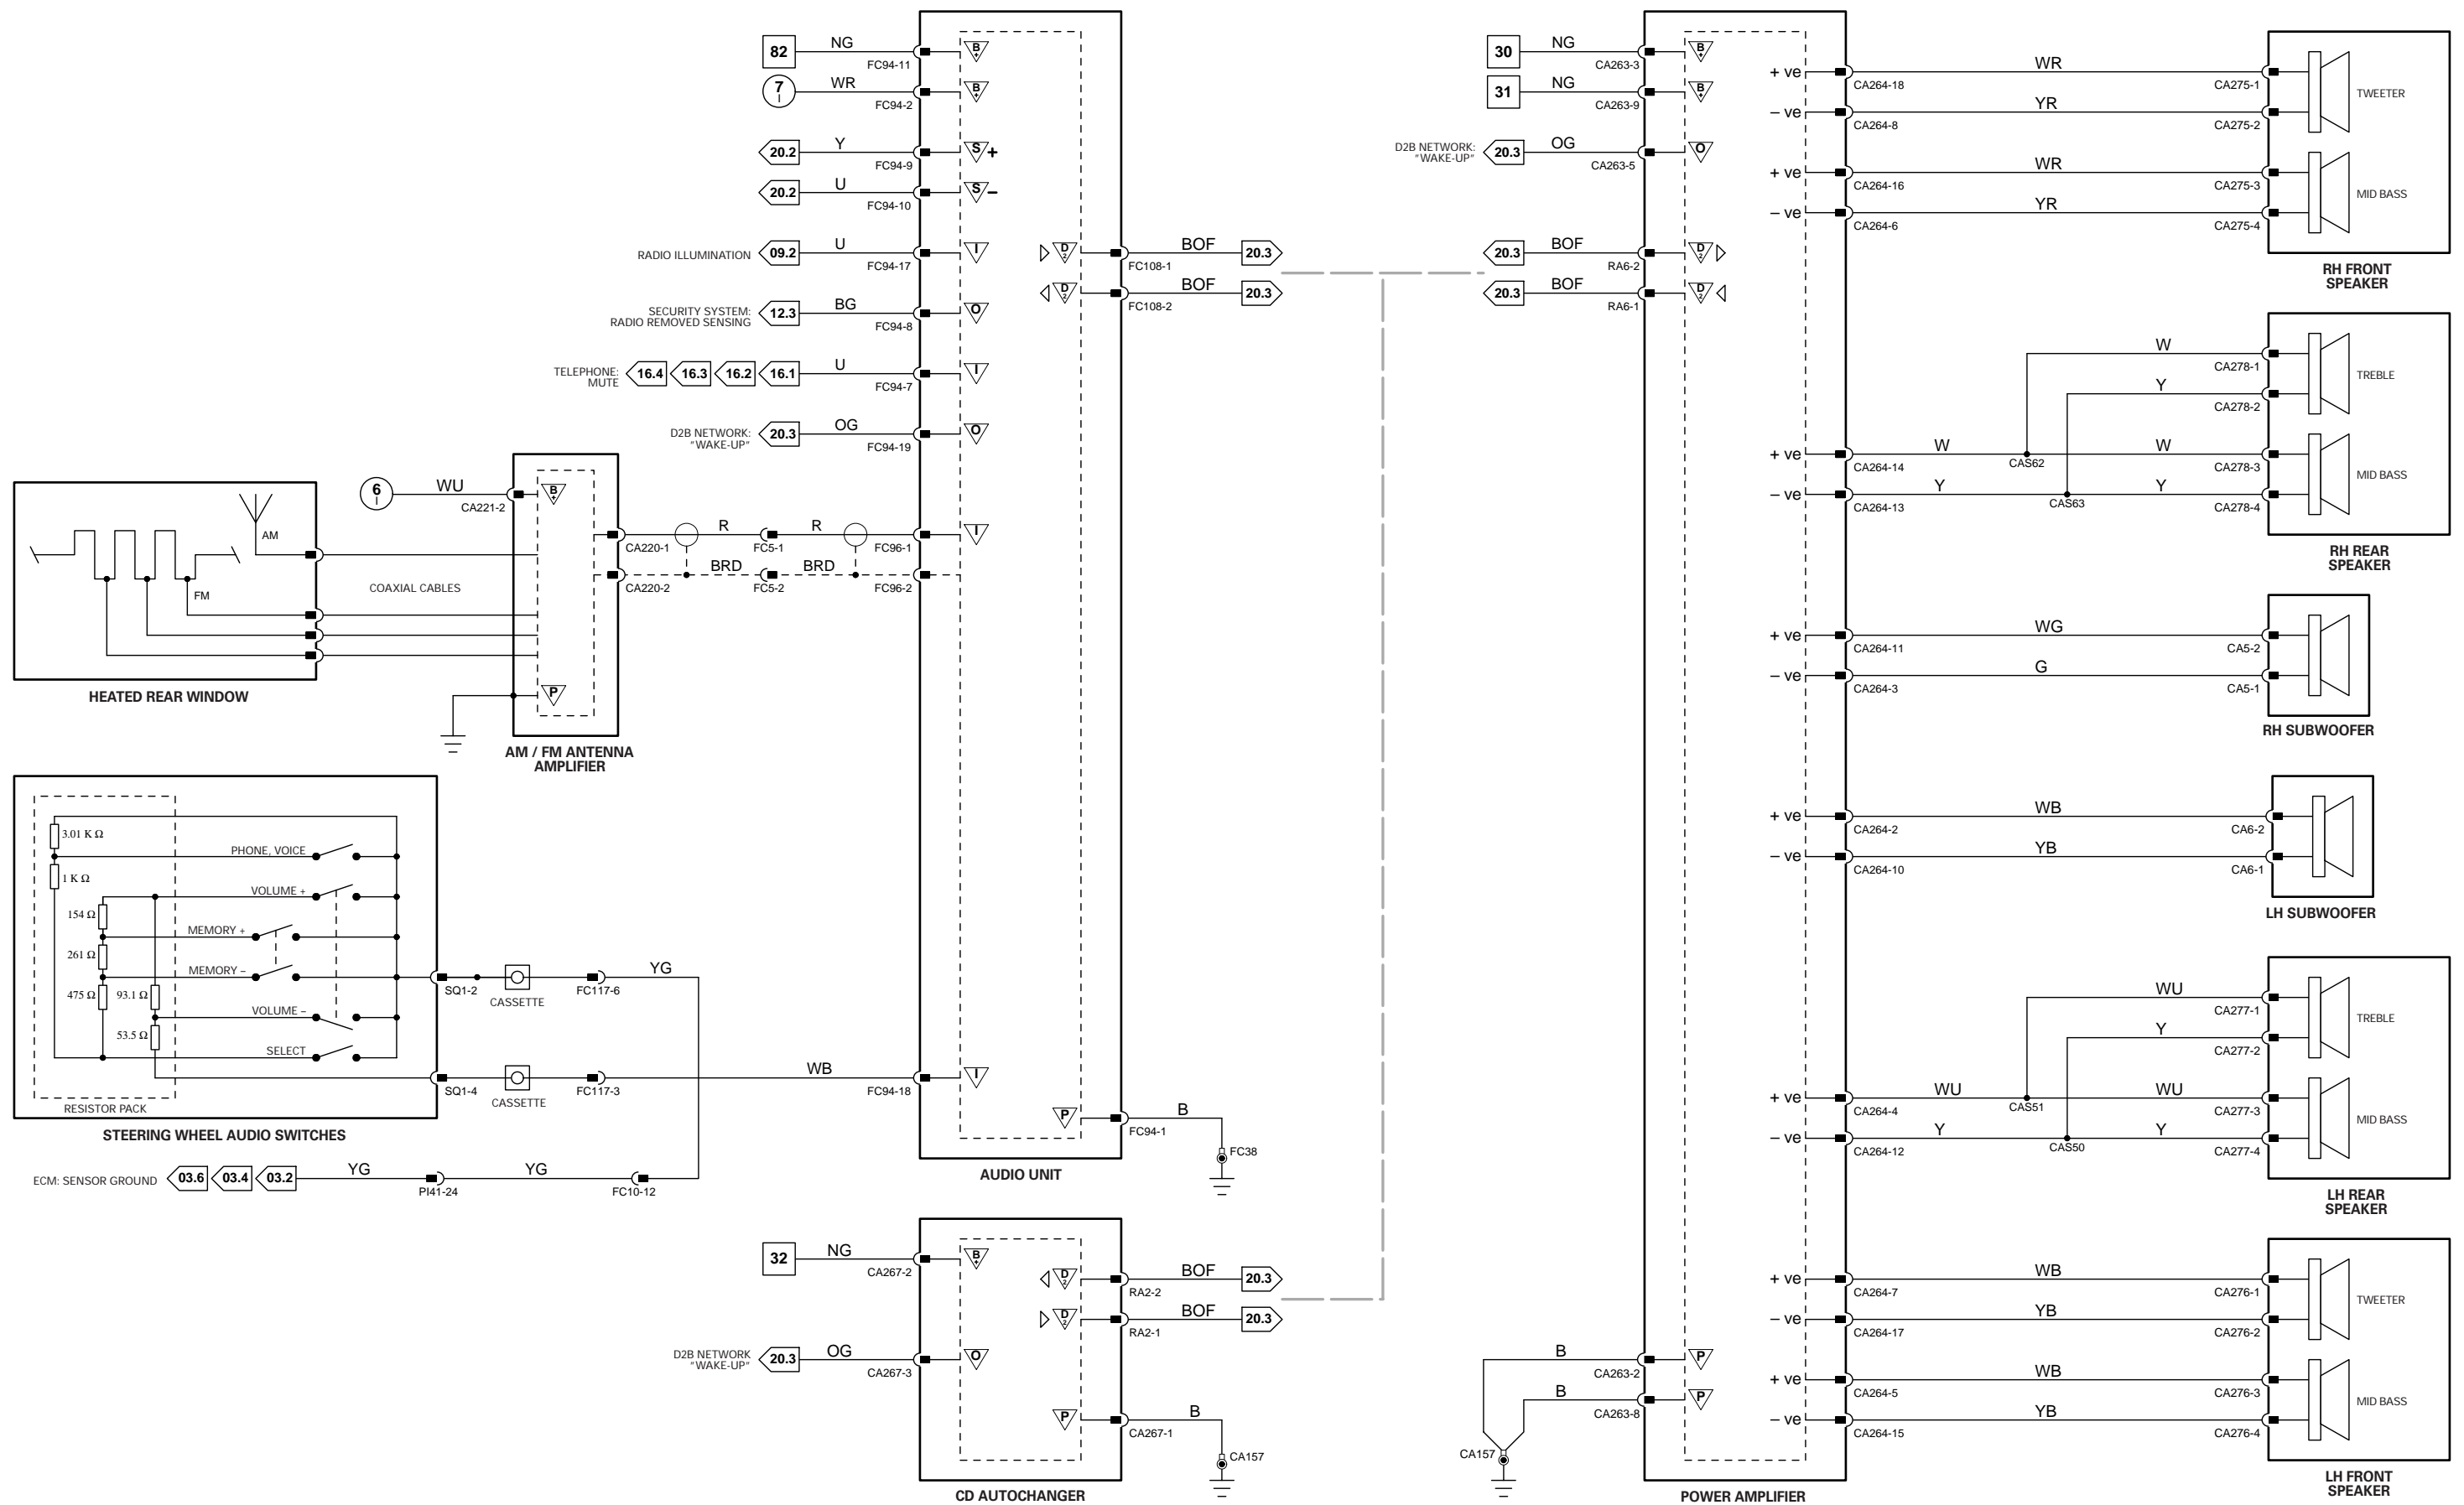 82
NG
FC94-11
B
+
7
I
WR
FC94-2
B
+
20.2
Y
FC94-9
S
+
20.2
U
FC94-10
S
–
RADIO ILLUMINATION
09.2
U
FC94-17
I
SECURITY SYSTEM:
RADIO REMOVED SENSING
12.3
BG
FC94-8
O
TELEPHONE:
MUTE
16.4
16.3
16.2
16.1
U
FC94-7
I
D2B NETWORK:
"WAKE-UP"
20.3
OG
FC94-19
O
D
2
FC108-1
BOF
20.3
D
2
FC108-2
BOF
20.3
AM
FM
COAXIAL CABLES
HEATED REAR WINDOW
6
I
WU
CA221-2
B
+
CA220-1
R
FC5-1
R
FC96-1
I
CA220-2
BRD
FC5-2
BRD
FC96-2
P
AM / FM ANTENNA
AMPLIFIER
3.01 K Ω
PHONE, VOICE
1 K Ω
VOLUME +
154 Ω
MEMORY +
261 Ω
MEMORY –
475 Ω
93.1 Ω
VOLUME –
53.5 Ω
SELECT
RESISTOR PACK
SQ1-2
CASSETTE
FC117-6
YG
SQ1-4
CASSETTE
FC117-3
WB
FC94-18
I
STEERING WHEEL AUDIO SWITCHES
ECM: SENSOR GROUND
03.6
03.4
03.2
YG
PI41-24
YG
FC10-12
P
FC94-1
B
FC38
AUDIO UNIT
32
NG
CA267-2
B
+
D
2
RA2-2
BOF
20.3
D
2
RA2-1
BOF
20.3
D2B NETWORK
"WAKE-UP"
20.3
OG
CA267-3
O
P
CA267-1
B
CA157
CD AUTOCHANGER
30
NG
CA263-3
B
+
31
NG
CA263-9
B
+
D2B NETWORK:
"WAKE-UP"
20.3
OG
CA263-5
O
20.3
BOF
RA6-2
D
2
20.3
BOF
RA6-1
D
2
B
CA263-2
P
B
CA263-8
P
CA157
POWER AMPLIFIER
+ ve
CA264-18
WR
CA275-1
TWEETER
– ve
CA264-8
YR
CA275-2
+ ve
CA264-16
WR
CA275-3
MID BASS
– ve
CA264-6
YR
CA275-4
RH FRONT
SPEAKER
W
CA278-1
TREBLE
Y
CA278-2
+ ve
CA264-14
W
CAS62
W
CA278-3
MID BASS
– ve
CA264-13
Y
CAS63
Y
CA278-4
RH REAR
SPEAKER
+ ve
CA264-11
WG
CA5-2
– ve
CA264-3
G
CA5-1
RH SUBWOOFER
+ ve
CA264-2
WB
CA6-2
– ve
CA264-10
YB
CA6-1
LH SUBWOOFER
WU
CA277-1
TREBLE
Y
CA277-2
+ ve
CA264-4
WU
CAS51
WU
CA277-3
MID BASS
– ve
CA264-12
Y
CAS50
Y
CA277-4
LH REAR
SPEAKER
+ ve
CA264-7
WB
CA276-1
TWEETER
– ve
CA264-17
YB
CA276-2
+ ve
CA264-5
WB
CA276-3
MID BASS
– ve
CA264-15
YB
CA276-4
LH FRONT
SPEAKER